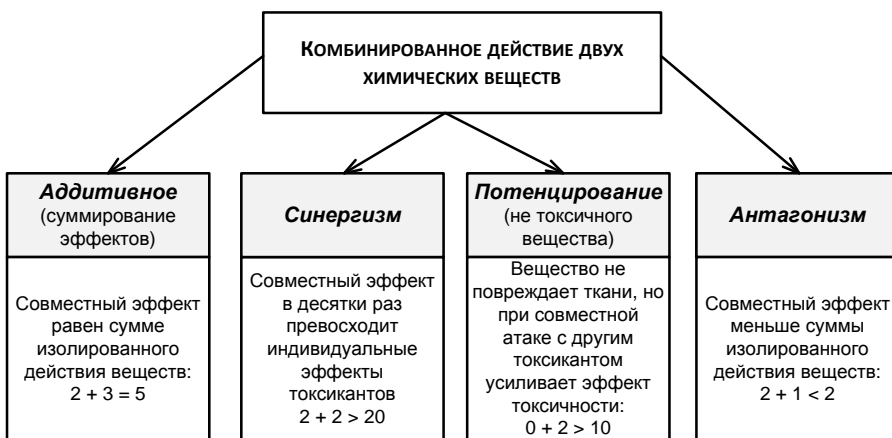 КОМБИНИРОВАННОЕ ДЕЙСТВИЕ ДВУХ
ХИМИЧЕСКИХ ВЕЩЕСТВ
Аддитивное
(суммирование
эффектов)
Совместный эффект
равен сумме
изолированного
действия веществ:
2 + 3 = 5
Синергизм
Совместный эффект
в десятки раз
превосходит
индивидуальные
эффекты
токсикантов
2 + 2 > 20
Потенцирование
(не токсичного
вещества)
Вещество не
повреждает ткани, но
при совместной
атаке с другим
токсикантом
усиливает эффект
токсичности:
0 + 2 > 10
Антагонизм
Совместный эффект
меньше суммы
изолированного
действия веществ:
2 + 1 < 2